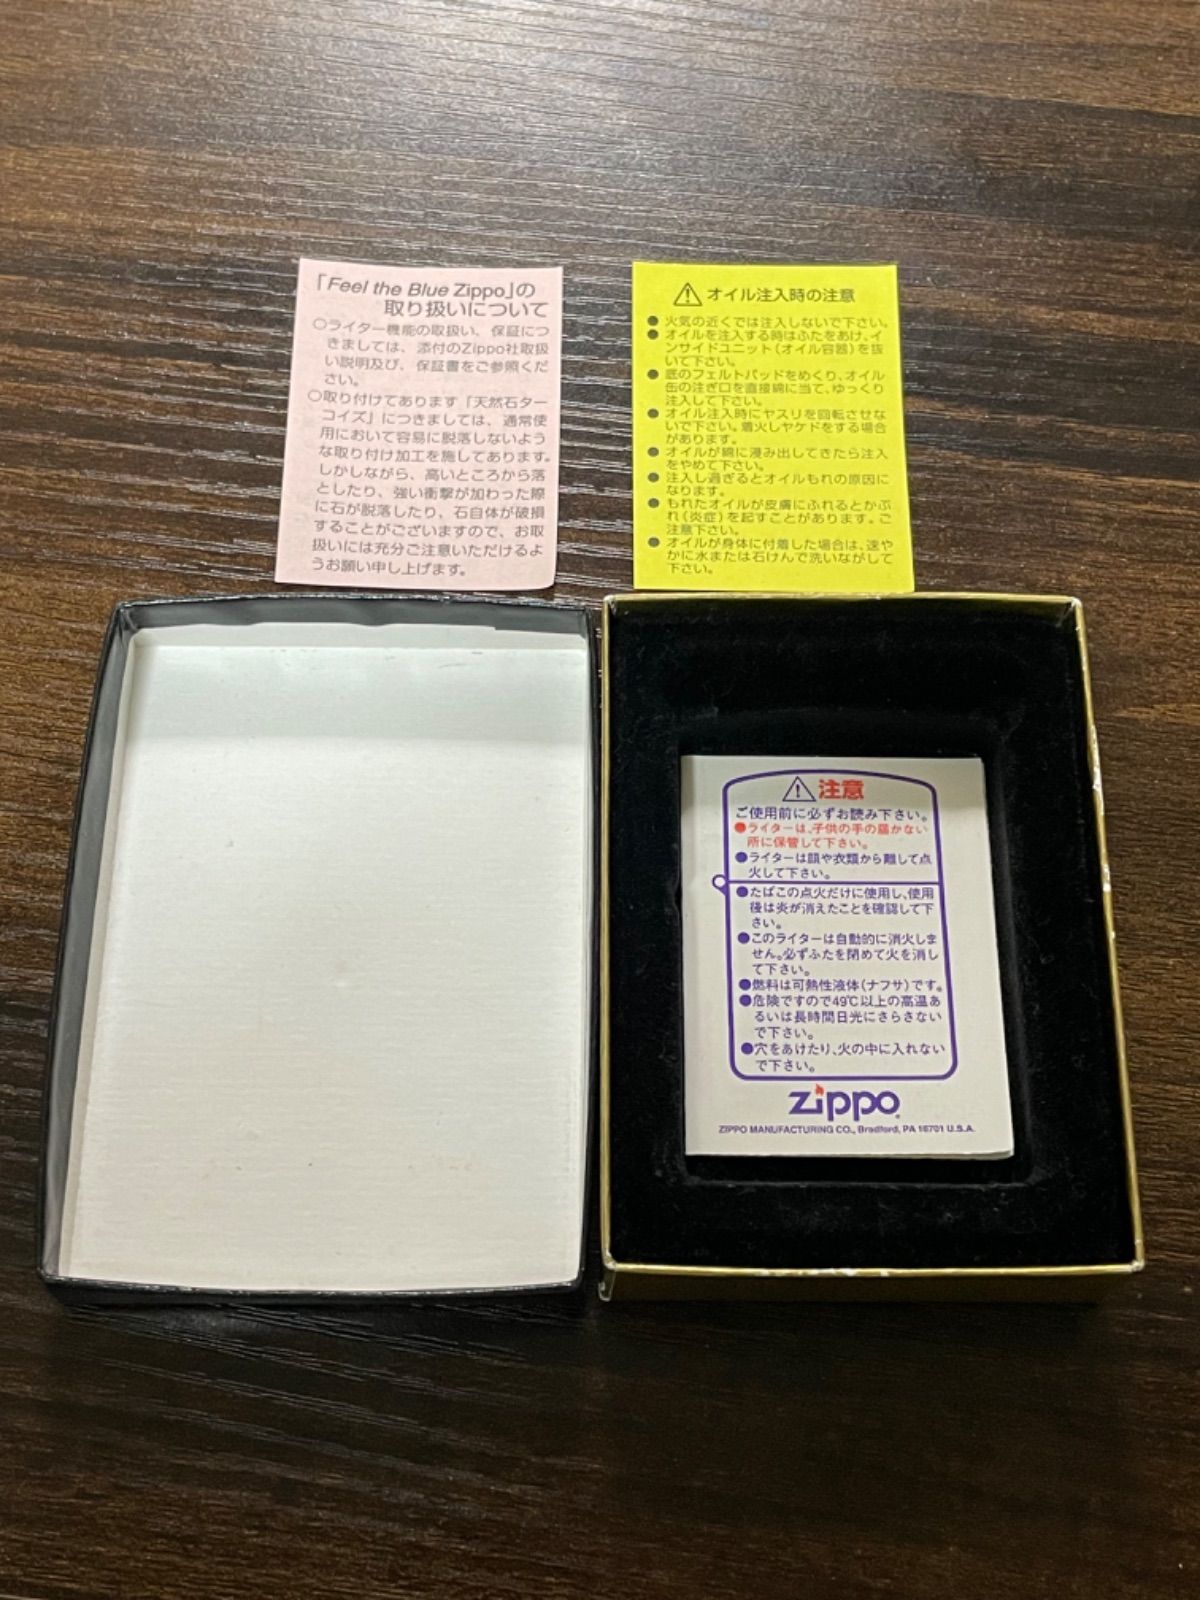 「Feel the Blue Zippo」の
取り扱いについて
○ライター機能の取扱い、保証につ
きましては、添付のZippo社取扱
い説明及び、保証書をご参照くだ
さい。
○取り付けてあります「天然石ター
コイズ」につきましては、通常使
用において容易に脱落しないよう
な取り付け加工を施してあります。
しかしながら、高いところから落
としたり、強い衝撃が加わった際
に石が脱落したり、石自体が破損
することがございますので、お取
扱いには充分ご注意いただけるよ
うお願い申し上げます。
⚠ オイル注入時の注意
●火気の近くでは注入しないで下さい。
●オイルを注入する時はふたをあけ、イ
ンサイドユニット(オイル容器)を抜
いて下さい。
●底のフェルトパッドをめくり、オイル
缶の注ぎ口を直接綿に当て、ゆっくり
注入して下さい。
●オイル注入時にヤスリを回転させな
いで下さい。着火しヤケドをする場合
があります。
●オイルが綿に浸み出してきたら注入
をやめて下さい。
●注入し過ぎるとオイルもれの原因に
なります。
●もれたオイルが皮膚にふれるとかぶ
れ(炎症)を起すことがあります。ご
注意下さい。
●オイルが身体に付着した場合は、速や
かに水または石けんで洗いながして
下さい。
⚠注意
ご使用前に必ずお読み下さい。
●ライターは、子供の手の届かない
所に保管して下さい。
●ライターは顔や衣類から離して点
火して下さい。
●たばこの点火だけに使用し、使用
後は炎が消えたことを確認して下
さい。
●このライターは自動的に消火しま
せん。必ずふたを閉めて火を消し
て下さい。
●燃料は可熱性液体(ナフサ)です。
●危険ですので49℃以上の高温あ
るいは長時間日光にさらさない
で下さい。
●穴をあけたり、火の中に入れない
で下さい。
Zippo
ZIPPO MANUFACTURING CO., Bradford, PA 16701 U.S.A.